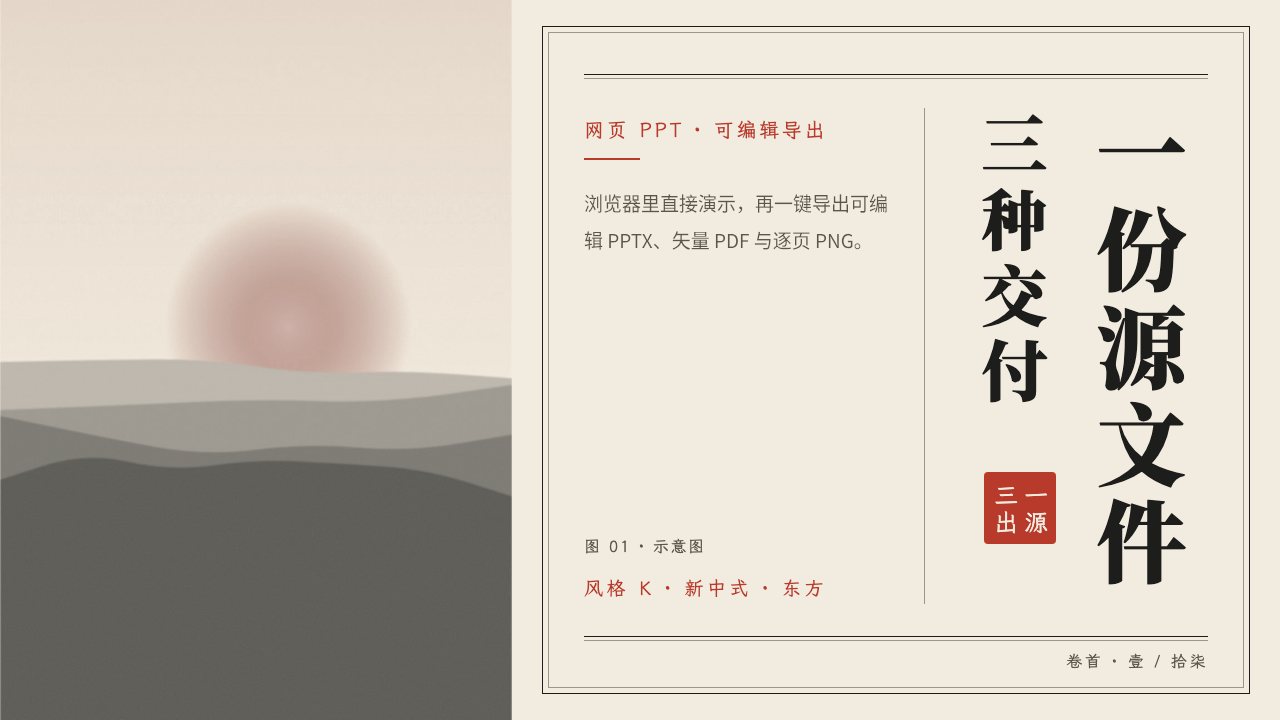 一份源文件
三种交付
一源
三出
网页 PPT · 可编辑导出
浏览器里直接演示，再一键导出可编
辑 PPTX、矢量 PDF 与逐页 PNG。
图 01 · 示意图
风格 K · 新中式 · 东方
卷首 · 壹 / 拾柒